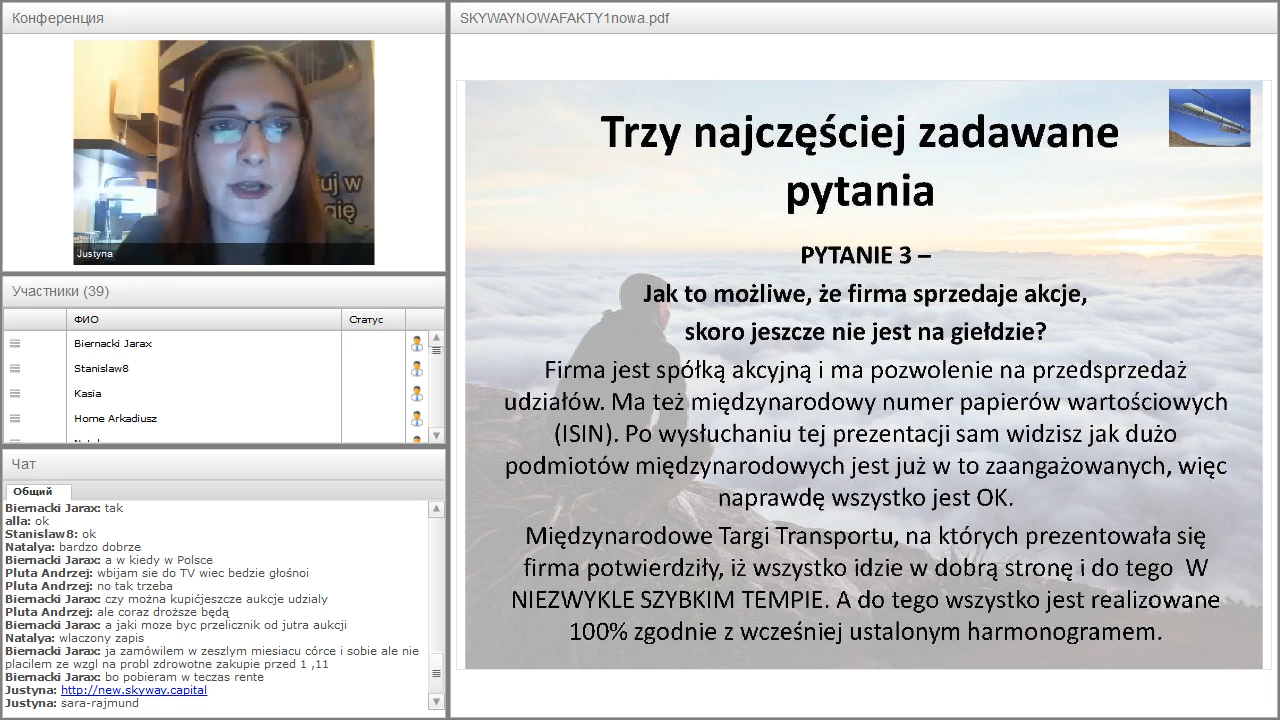 Конференция
uj w
gię
Justyna
Участники (39)
ФИО
Статус
Biernacki Jarax
Stanislaw8
Kasia
Home Arkadiusz
Чат
Общий
Biernacki Jarax: tak
alla: ok
Stanislaw8: ok
Natalya: bardzo dobrze
Biernacki Jarax: a w kiedy w Polsce
Pluta Andrzej: wbijam sie do TV wiec bedzie głośnoi
Pluta Andrzej: no tak trzeba
Biernacki Jarax: czy można kupićjeszcze aukcje udzialy
Pluta Andrzej: ale coraz droższe będą
Biernacki Jarax: a jaki moze byc przelicznik od jutra aukcji
Natalya: wlaczony zapis
Biernacki Jarax: ja zamówilem w zeszlym miesiacu córce i sobie ale nie
placilem ze wzgl na probl zdrowotne zakupie przed 1 ,11
Biernacki Jarax: bo pobieram w teczas rente
Justyna: http://new.skyway.capital
Justyna: sara-rajmund
SKYWAYNOWAFAKTY1nowa.pdf
Trzy najczęściej zadawane
pytania
PYTANIE 3 –
Jak to możliwe, że firma sprzedaje akcje,
skoro jeszcze nie jest na giełdzie?
Firma jest spółką akcyjną i ma pozwolenie na przedsprzedaż
udziałów. Ma też międzynarodowy numer papierów wartościowych
(ISIN). Po wysłuchaniu tej prezentacji sam widzisz jak dużo
podmiotów międzynarodowych jest już w to zaangażowanych, więc
naprawdę wszystko jest OK.
Międzynarodowe Targi Transportu, na których prezentowała się
firma potwierdziły, iż wszystko idzie w dobrą stronę i do tego W
NIEZWYKLE SZYBKIM TEMPIE. A do tego wszystko jest realizowane
100% zgodnie z wcześniej ustalonym harmonogramem.